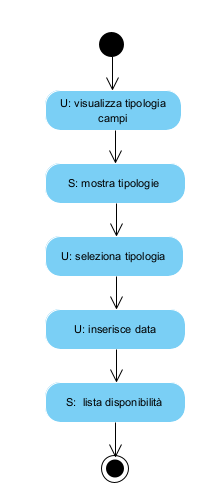 U: visualizza tipologia
campi
S: mostra tipologie
U: seleziona tipologia
U: inserisce data
S:  lista disponibilità